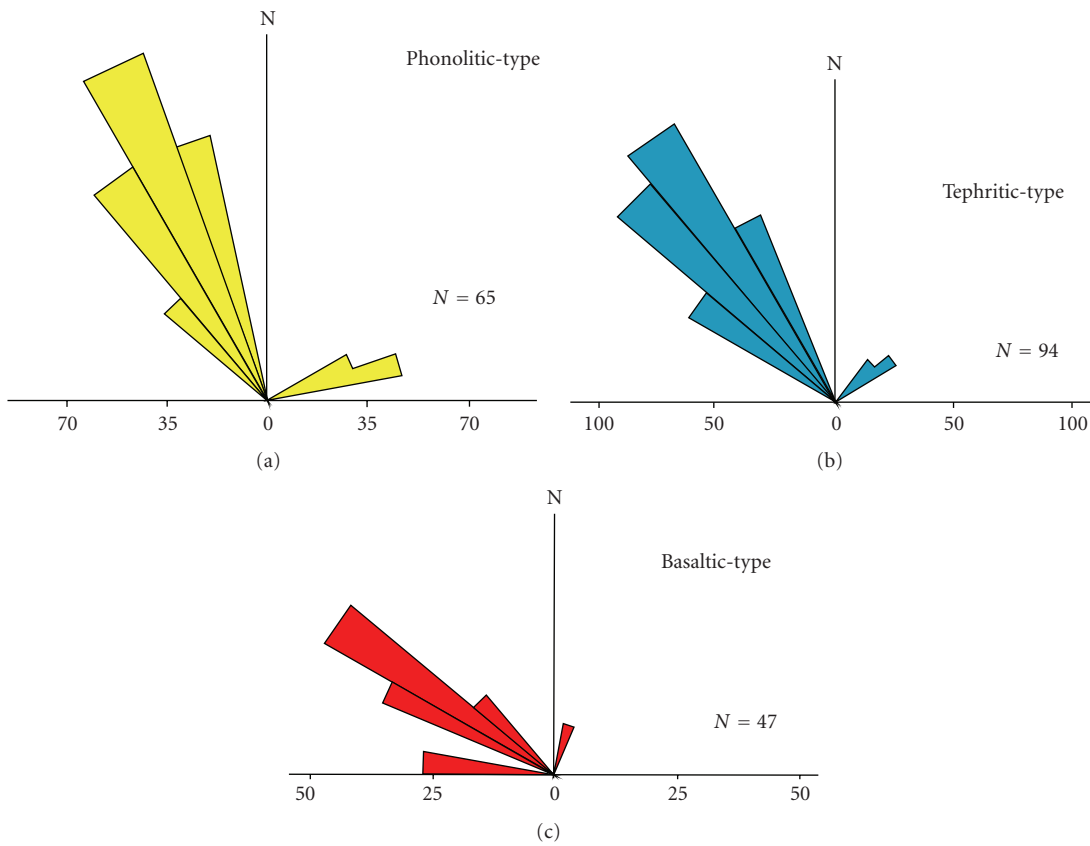 N
Phonolitic-type
N = 65
70 35 0 35 70
(a)
N
Tephritic-type
N = 94
100 50 0 50 100
(b)
N
Basaltic-type
N = 47
50 25 0 25 50
(c)